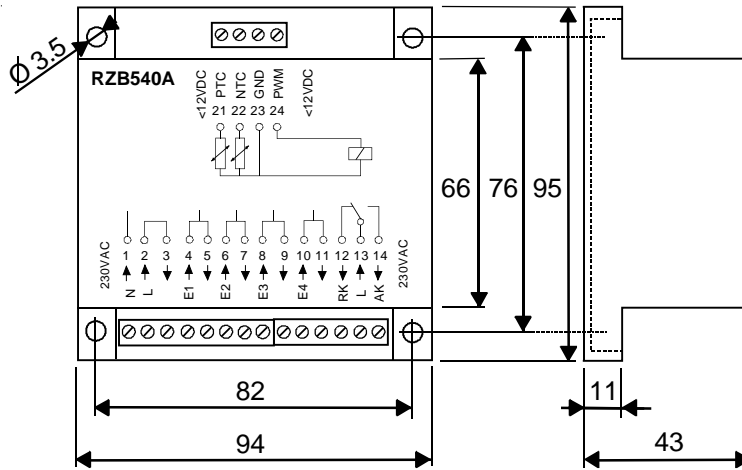 Ø 3.5
RZB540A
<12VDC PTC NTC GND PWM <12VDC
21 22 23 24
66 76 95
230VAC 1 2 3 4 5 6 7 8 9 10 11 12 13 14 230VAC
N L E1 E2 E3 E4 RK L AK
82
94
11
43